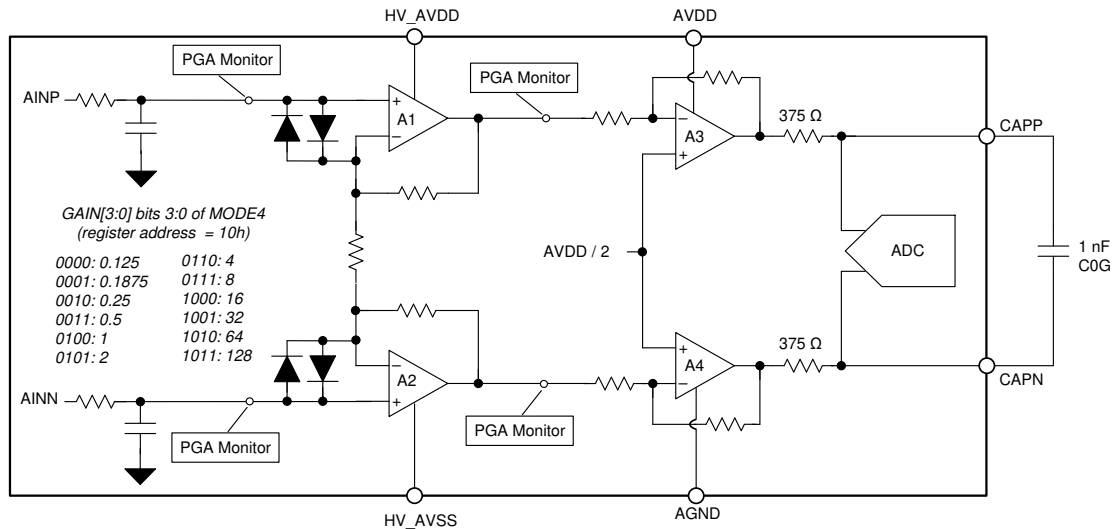 HV_AVDD
AVDD
PGA Monitor
PGA Monitor
AINP
+
A1
−
−
A3
+
375 Ω
CAPP
GAIN[3:0] bits 3:0 of MODE4
(register address = 10h)
0000: 0.125
0001: 0.1875
0010: 0.25
0011: 0.5
0100: 1
0101: 2
0110: 4
0111: 8
1000: 16
1001: 32
1010: 64
1011: 128
AVDD / 2
ADC
1 nF
C0G
−
A2
+
+
A4
−
375 Ω
CAPN
AINN
PGA Monitor
PGA Monitor
HV_AVSS
AGND